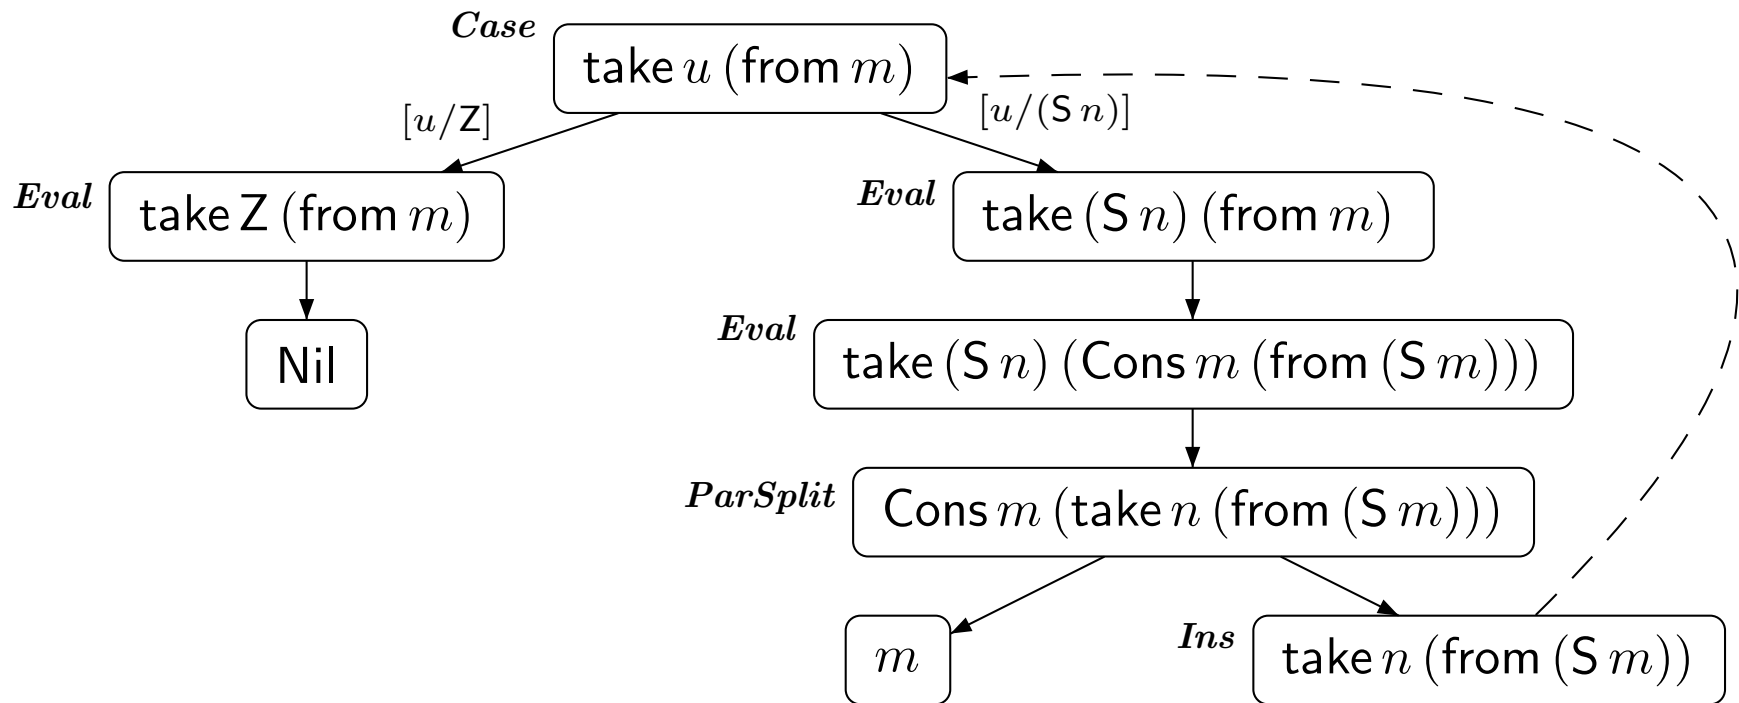 Case
take u (from m)
[u/Z]
[u/(S n)]
Eval
take Z (from m)
Eval
take (S n) (from m)
Nil
Eval
take (S n) (Cons m (from (S m)))
ParSplit
Cons m (take n (from (S m)))
m
Ins
take n (from (S m))